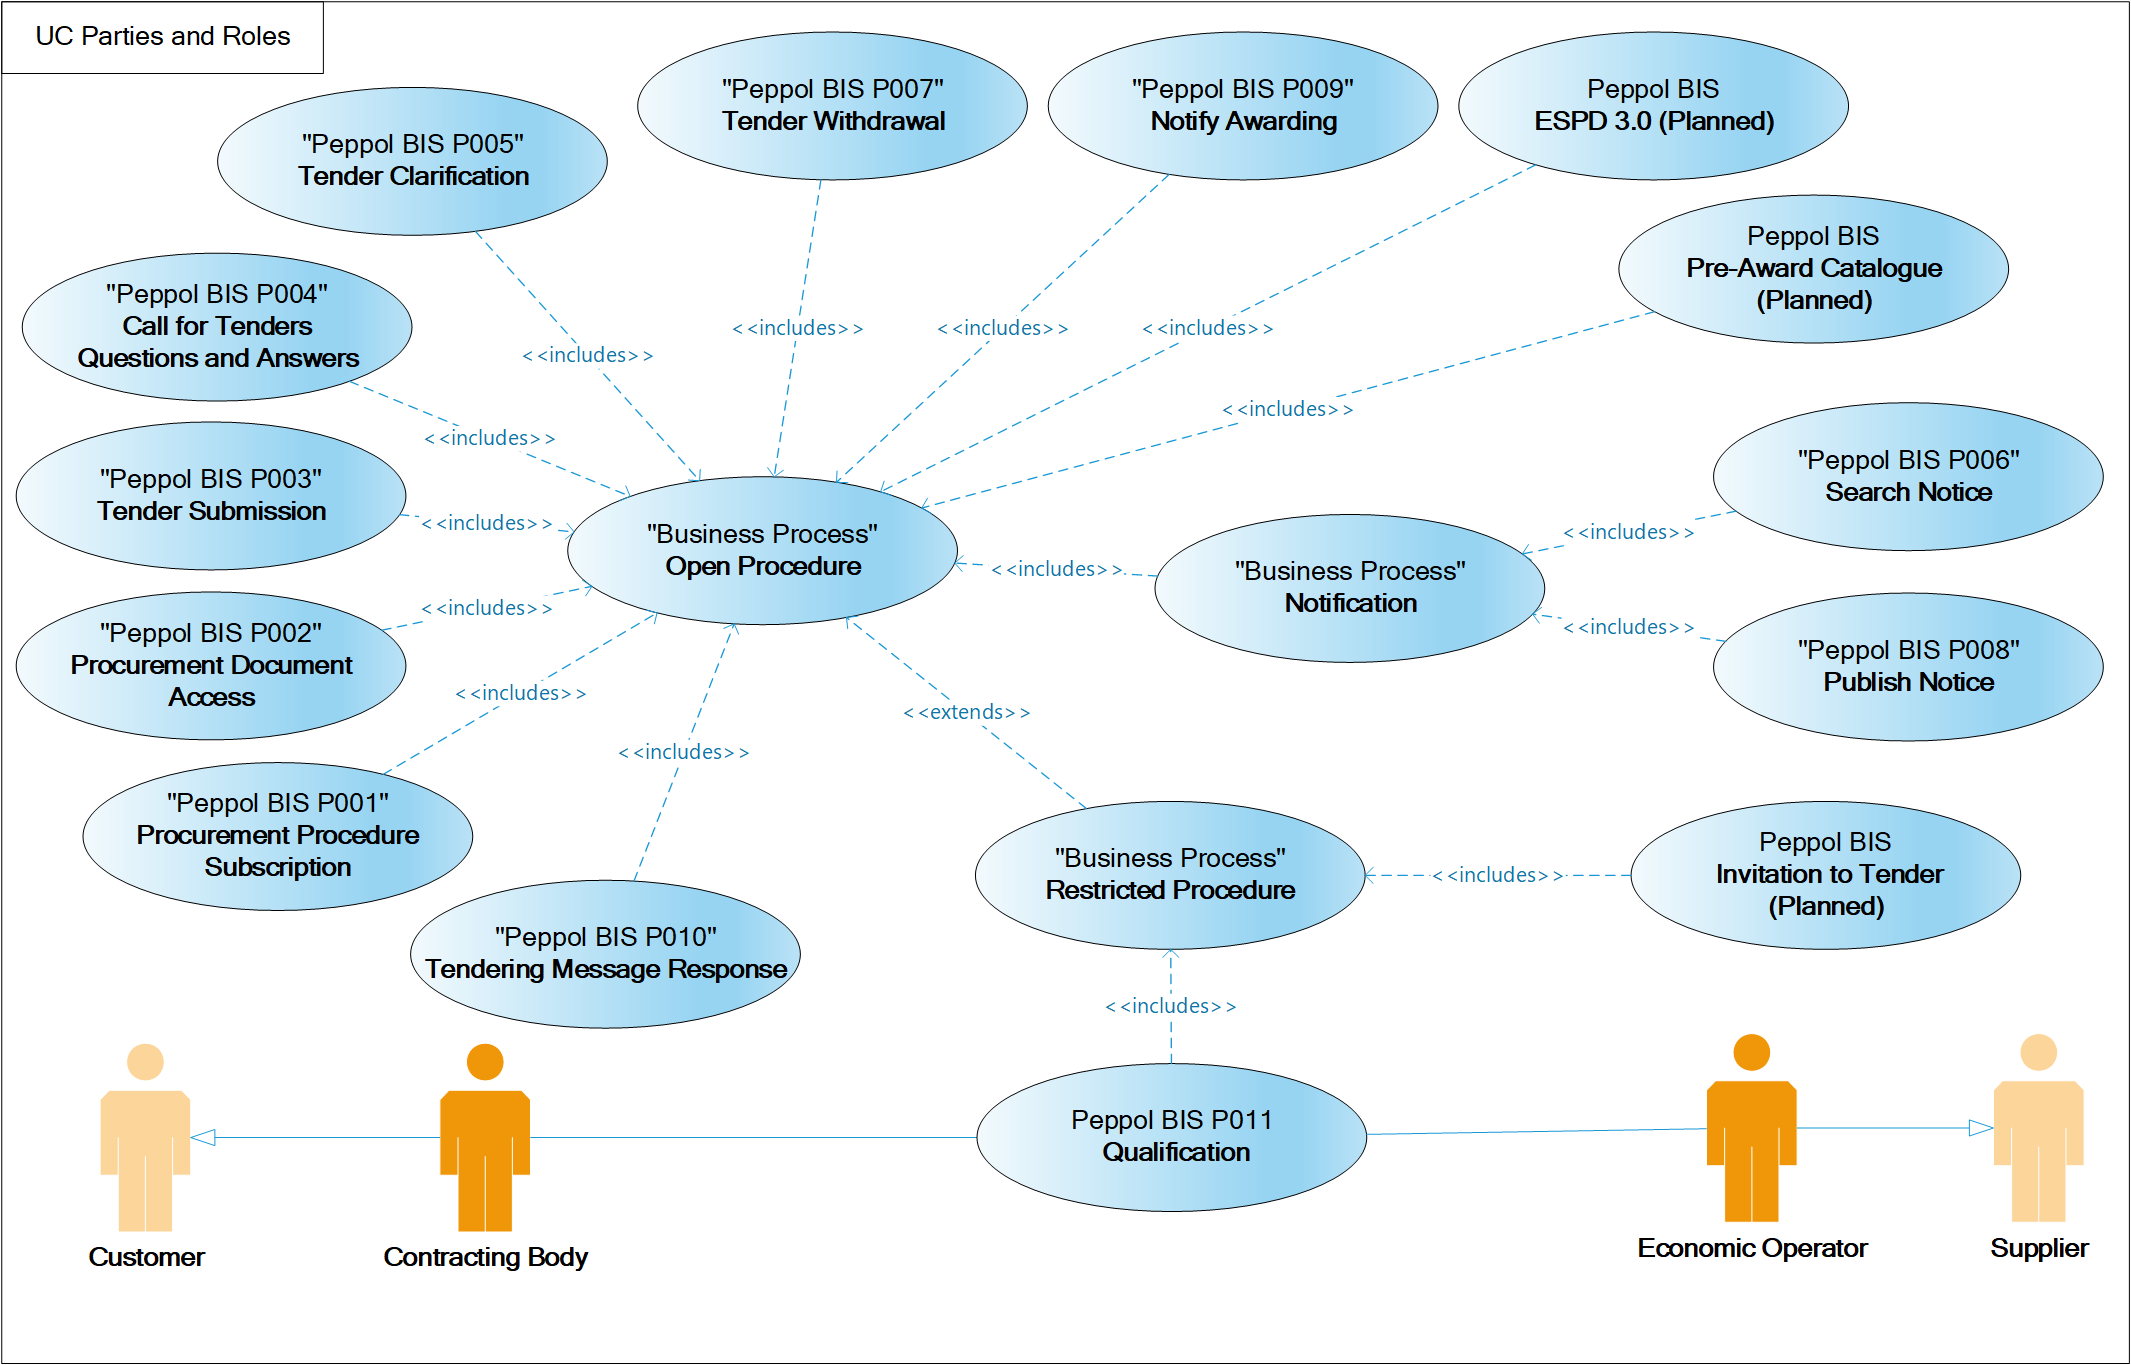 UC Parties and Roles
"Peppol BIS P007"
Tender Withdrawal
"Peppol BIS P009"
Notify Awarding
Peppol BIS
ESPD 3.0 (Planned)
"Peppol BIS P005"
Tender Clarification
Peppol BIS
Pre-Award Catalogue
(Planned)
"Peppol BIS P004"
Call for Tenders
Questions and Answers
<<includes>>
<<includes>>
<<includes>>
<<includes>>
<<includes>>
<<includes>>
<<includes>>
"Peppol BIS P003"
Tender Submission
<<includes>>
"Business Process"
Open Procedure
"Peppol BIS P006"
Search Notice
<<includes>>
<<includes>>
"Business Process"
Notification
<<includes>>
"Peppol BIS P008"
Publish Notice
"Peppol BIS P002"
Procurement Document
Access
<<includes>>
<<includes>>
<<includes>>
<<extends>>
"Peppol BIS P001"
Procurement Procedure
Subscription
"Business Process"
Restricted Procedure
<<includes>>
Peppol BIS
Invitation to Tender
(Planned)
"Peppol BIS P010"
Tendering Message Response
<<includes>>
Peppol BIS P011
Qualification
Customer
Contracting Body
Economic Operator
Supplier